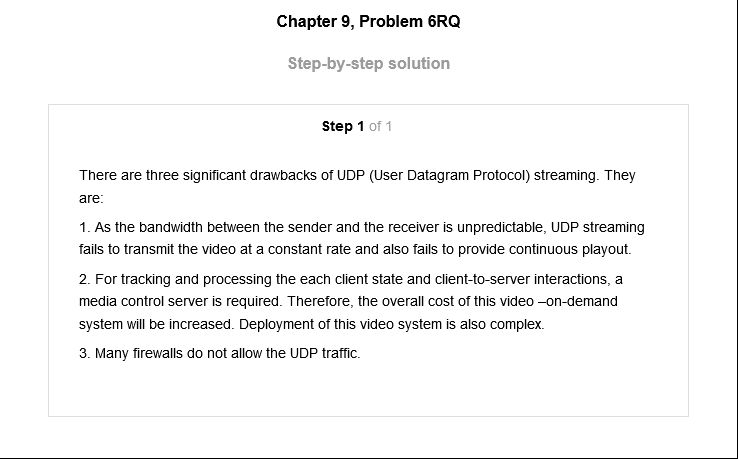 Chapter 9, Problem 6RQ
Step-by-step solution
Step 1 of 1
There are three significant drawbacks of UDP (User Datagram Protocol) streaming. They
are:
1. As the bandwidth between the sender and the receiver is unpredictable, UDP streaming
fails to transmit the video at a constant rate and also fails to provide continuous playout.
2. For tracking and processing the each client state and client-to-server interactions, a
media control server is required. Therefore, the overall cost of this video –on-demand
system will be increased. Deployment of this video system is also complex.
3. Many firewalls do not allow the UDP traffic.